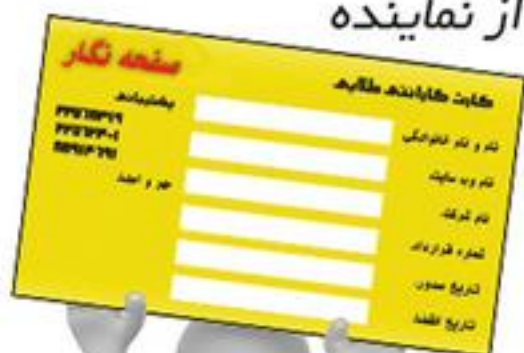 از نماینده
صفحه نگار
کارت گارانتی طلایی
پشتیبانی
نام و نام خانوادگی
نام وب سایت
نام شرکت
شماره قرارداد
تاریخ صدور
تاریخ انقضا
مهر و امضا